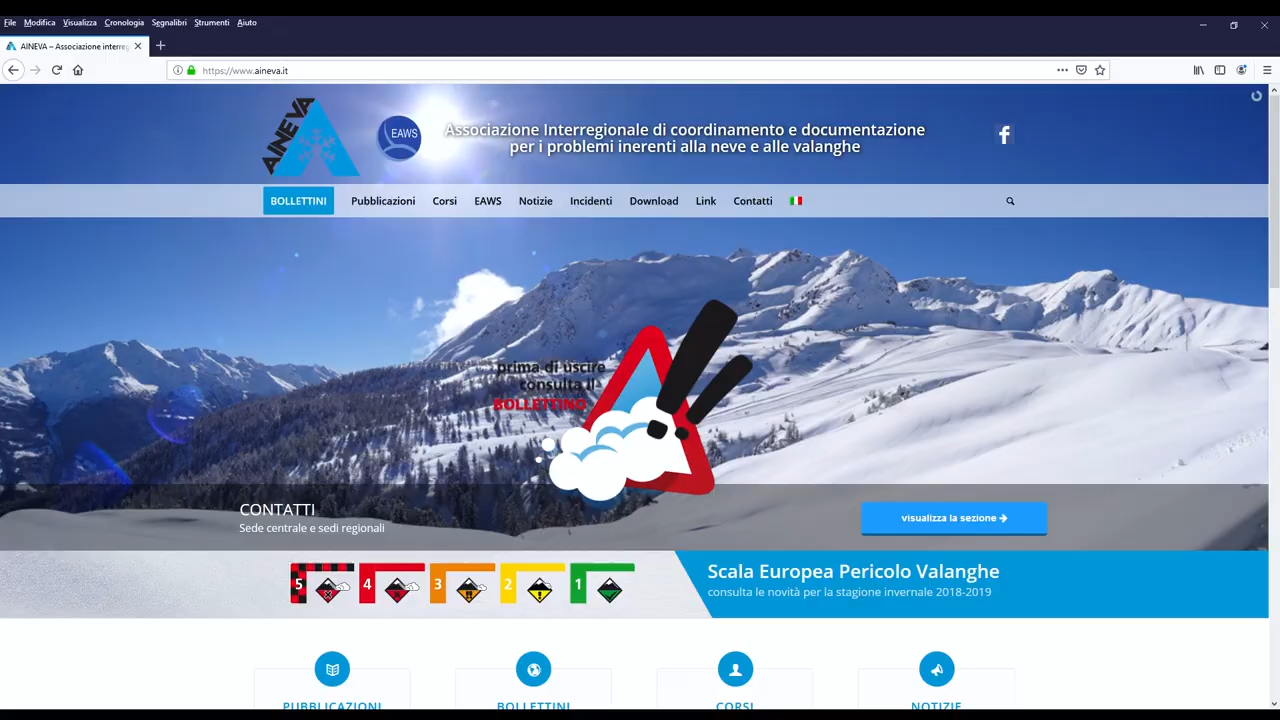 File Modifica Visualizza Cronologia Segnalibri Strumenti Aiuto
AINEVA – Associazione interreg
https://www.aineva.it
AINEVA
EAWS
Associazione Interregionale di coordinamento e documentazione
per i problemi inerenti alla neve e alle valanghe
f
BOLLETTINI Pubblicazioni Corsi EAWS Notizie Incidenti Download Link Contatti
prima di uscire
consulta il
BOLLETTINO
CONTATTI
Sede centrale e sedi regionali
visualizza la sezione
5 4 3 2 1
Scala Europea Pericolo Valanghe
consulta le novità per la stagione invernale 2018-2019
PUBBLICAZIONI BOLLETTINI CORSI NOTIZIE